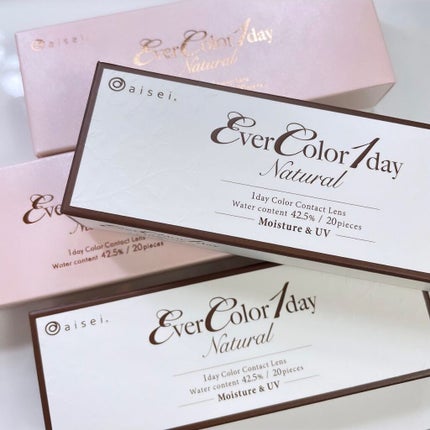 aisei.
EverColor1day
Natural
aisei.
EverColor1day
Natural
1day Color Contact Lens
Water content 42.5% / 20pieces
Moisture & UV
Eve
Na
1day Color Contact Lens
Water content 42.5% / 20pieces
aisei.
EverColor1day
Natural
1day Color Contact Lens
Water content 42.5% / 20pieces
Moisture & UV